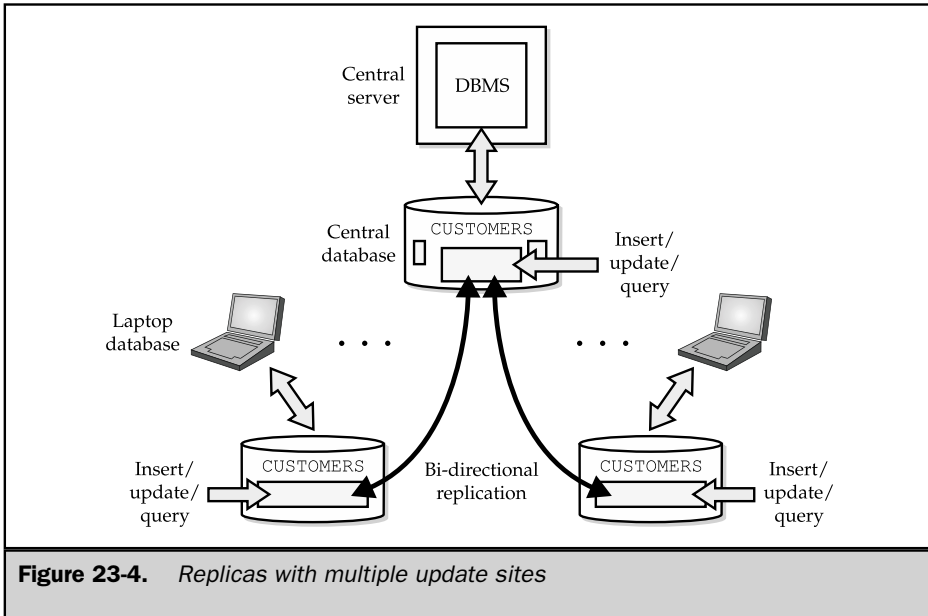 Central
server
DBMS
Central
database
CUSTOMERS
Insert/
update/
query
Laptop
database
. . .
. . .
Insert/
update/
query
CUSTOMERS
Bi-directional
replication
CUSTOMERS
Insert/
update/
query
Figure 23-4. Replicas with multiple update sites